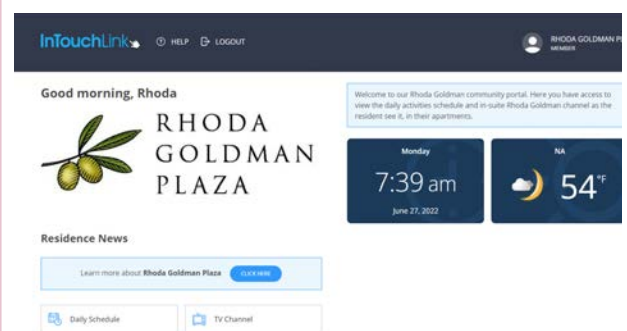 InTouchLink
HELP
LOGOUT
RHODA GOLDMAN PL
MEMBER
Good morning, Rhoda
RHODA
GOLDMAN
PLAZA
Welcome to our Rhoda Goldman community portal. Here you have access to
view the daily activities schedule and in-suite Rhoda Goldman channel as the
resident see it, in their apartments.
Monday
7:39 am
June 27, 2022
NA
54°F
Residence News
Learn more about Rhoda Goldman Plaza
CLICK HERE
Daily Schedule
TV Channel